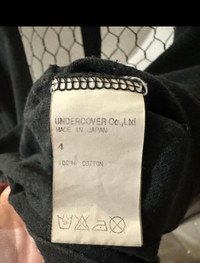 UNDERCOVER Co.,Ltd
MADE IN JAPAN
4
100% COTTON